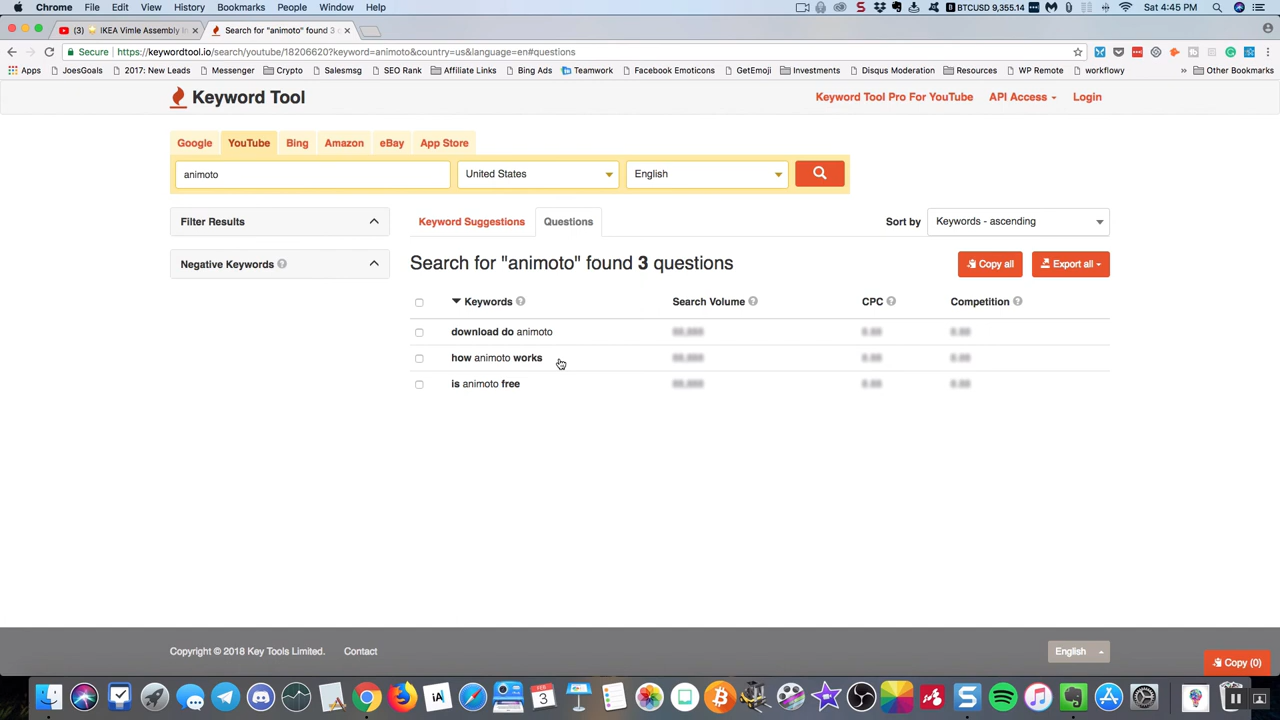 Chrome File Edit View History Bookmarks People Window Help BTCUSD 9,355.14 Sat 4:45 PM
(3) IKEA Vimle Assembly In Search for "animoto" found 3 q
Secure https://keywordtool.io/search/youtube/18206620?keyword=animoto&country=us&language=en#questions
Apps JoesGoals 2017: New Leads Messenger Crypto Salesmsg SEO Rank Affiliate Links Bing Ads Teamwork Facebook Emoticons GetEmoji Investments Disqus Moderation Resources WP Remote workflowy » Other Bookmarks
Keyword Tool Keyword Tool Pro For YouTube API Access Login
Google YouTube Bing Amazon eBay App Store
animoto United States English
Filter Results Keyword Suggestions Questions Sort by Keywords - ascending
Negative Keywords ? Search for "animoto" found 3 questions Copy all Export all
Keywords ? Search Volume ? CPC ? Competition ?
download do animoto
how animoto works
is animoto free
Copyright © 2018 Key Tools Limited. Contact English
Copy (0)
FEB
3
iA